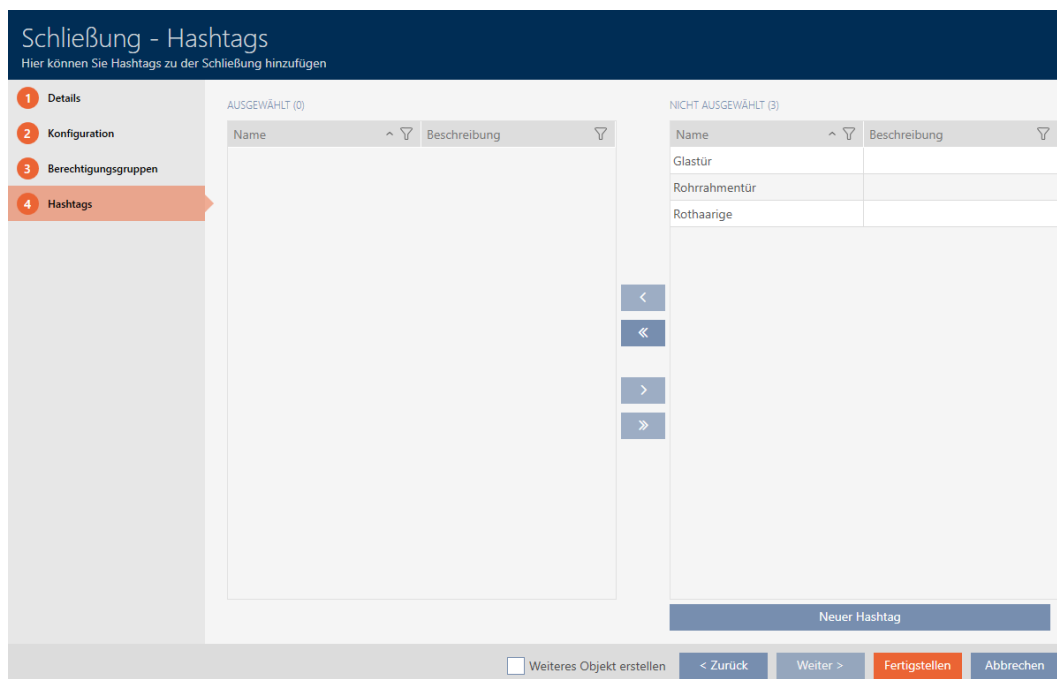 Schließung - Hashtags
Hier können Sie Hashtags zu der Schließung hinzufügen
1 Details
2 Konfiguration
3 Berechtigungsgruppen
4 Hashtags
AUSGEWÄHLT (0)
Name Beschreibung
NICHT AUSGEWÄHLT (3)
Name Beschreibung
Glastür
Rohrrahmentür
Rothaarige
Neuer Hashtag
Weiteres Objekt erstellen < Zurück Weiter > Fertigstellen Abbrechen